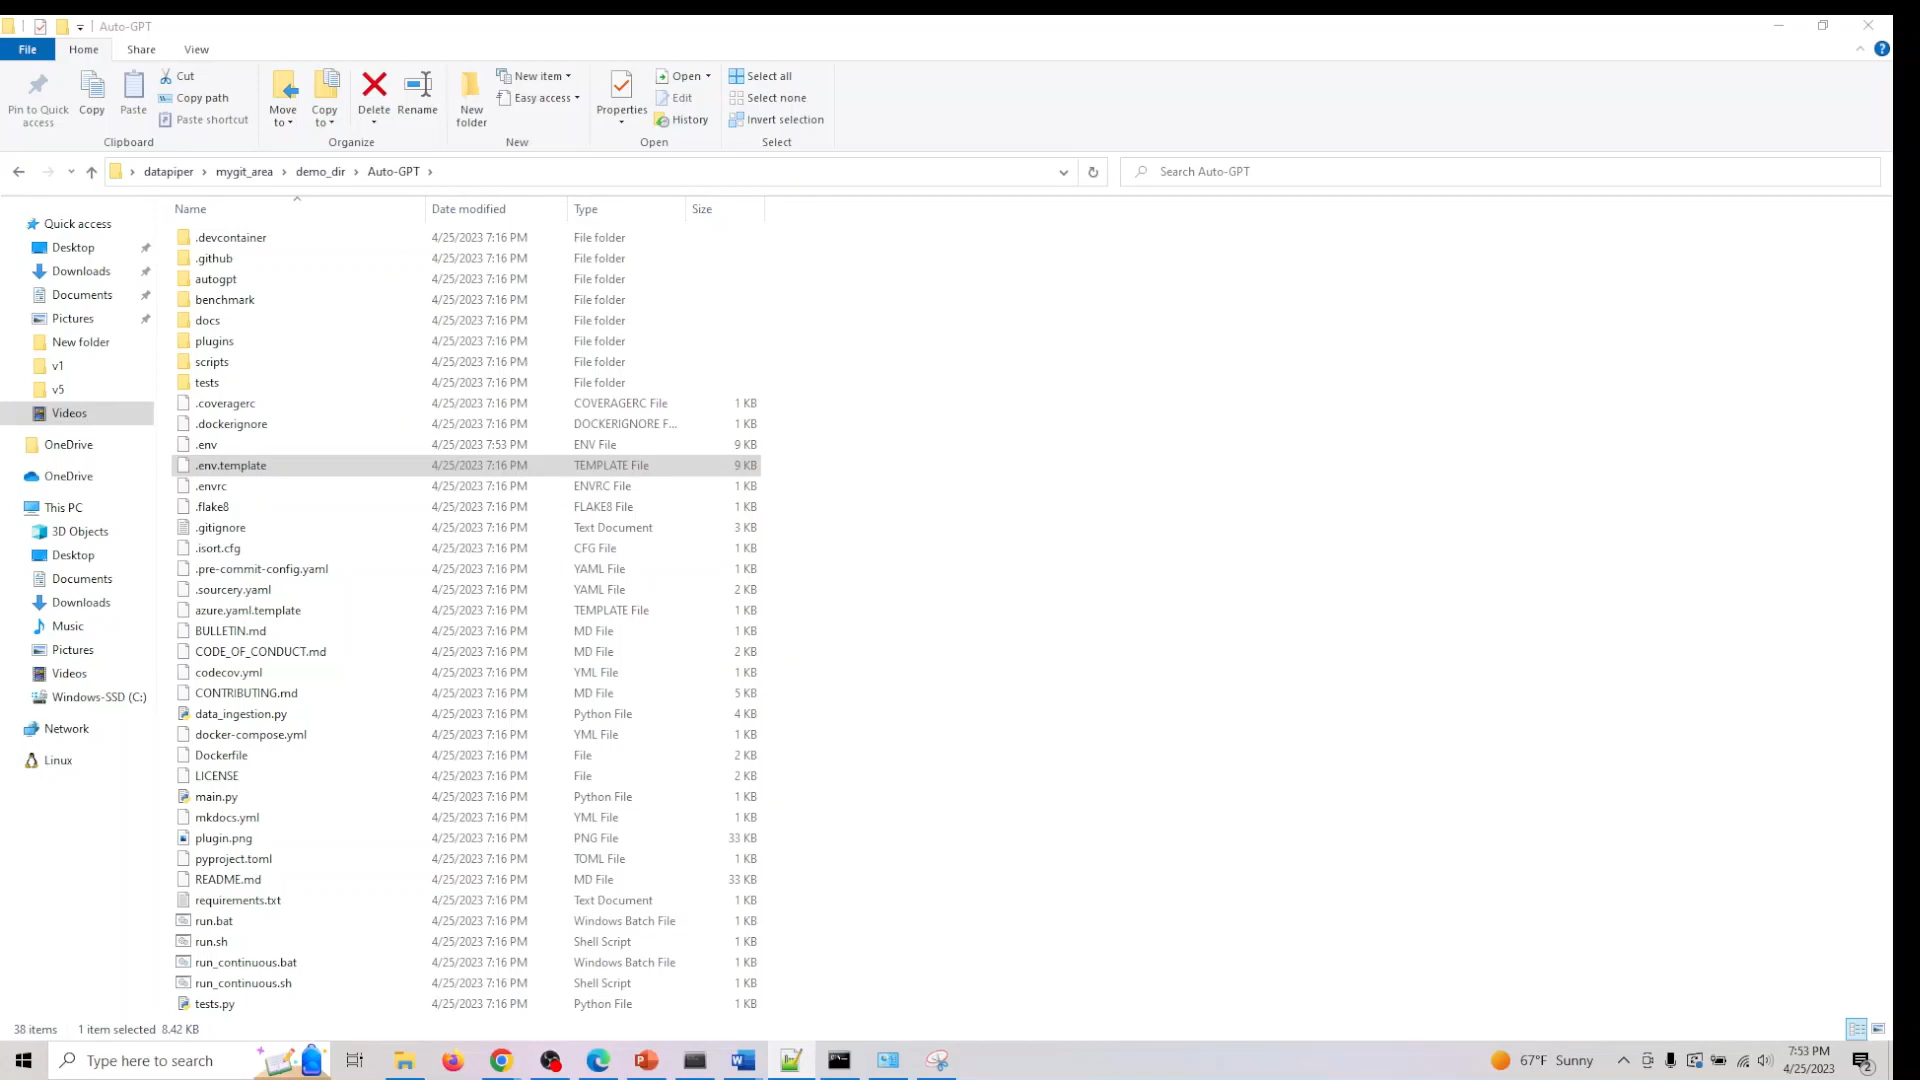 Auto-GPT
File Home Share View
Pin to Quick access
Copy
Paste
Cut
Copy path
Paste shortcut
Clipboard
Move to
Copy to
Delete
Rename
Organize
New folder
New item
Easy access
New
Properties
Open
Edit
History
Open
Select all
Select none
Invert selection
Select
datapiper › mygit_area › demo_dir › Auto-GPT ›
Search Auto-GPT
Quick access
Desktop
Downloads
Documents
Pictures
New folder
v1
v5
Videos
OneDrive
OneDrive
This PC
3D Objects
Desktop
Documents
Downloads
Music
Pictures
Videos
Windows-SSD (C:)
Network
Linux
Name Date modified Type Size
.devcontainer 4/25/2023 7:16 PM File folder
.github 4/25/2023 7:16 PM File folder
autogpt 4/25/2023 7:16 PM File folder
benchmark 4/25/2023 7:16 PM File folder
docs 4/25/2023 7:16 PM File folder
plugins 4/25/2023 7:16 PM File folder
scripts 4/25/2023 7:16 PM File folder
tests 4/25/2023 7:16 PM File folder
.coveragerc 4/25/2023 7:16 PM COVERAGERC File 1 KB
.dockerignore 4/25/2023 7:16 PM DOCKERIGNORE F... 1 KB
.env 4/25/2023 7:53 PM ENV File 9 KB
.env.template 4/25/2023 7:16 PM TEMPLATE File 9 KB
.envrc 4/25/2023 7:16 PM ENVRC File 1 KB
.flake8 4/25/2023 7:16 PM FLAKE8 File 1 KB
.gitignore 4/25/2023 7:16 PM Text Document 3 KB
.isort.cfg 4/25/2023 7:16 PM CFG File 1 KB
.pre-commit-config.yaml 4/25/2023 7:16 PM YAML File 1 KB
.sourcery.yaml 4/25/2023 7:16 PM YAML File 2 KB
azure.yaml.template 4/25/2023 7:16 PM TEMPLATE File 1 KB
BULLETIN.md 4/25/2023 7:16 PM MD File 1 KB
CODE_OF_CONDUCT.md 4/25/2023 7:16 PM MD File 2 KB
codecov.yml 4/25/2023 7:16 PM YML File 1 KB
CONTRIBUTING.md 4/25/2023 7:16 PM MD File 5 KB
data_ingestion.py 4/25/2023 7:16 PM Python File 4 KB
docker-compose.yml 4/25/2023 7:16 PM YML File 1 KB
Dockerfile 4/25/2023 7:16 PM File 2 KB
LICENSE 4/25/2023 7:16 PM File 2 KB
main.py 4/25/2023 7:16 PM Python File 1 KB
mkdocs.yml 4/25/2023 7:16 PM YML File 1 KB
plugin.png 4/25/2023 7:16 PM PNG File 33 KB
pyproject.toml 4/25/2023 7:16 PM TOML File 1 KB
README.md 4/25/2023 7:16 PM MD File 33 KB
requirements.txt 4/25/2023 7:16 PM Text Document 1 KB
run.bat 4/25/2023 7:16 PM Windows Batch File 1 KB
run.sh 4/25/2023 7:16 PM Shell Script 1 KB
run_continuous.bat 4/25/2023 7:16 PM Windows Batch File 1 KB
run_continuous.sh 4/25/2023 7:16 PM Shell Script 1 KB
tests.py 4/25/2023 7:16 PM Python File 1 KB
38 items 1 item selected 8.42 KB
Type here to search
67°F Sunny
7:53 PM
4/25/2023
2